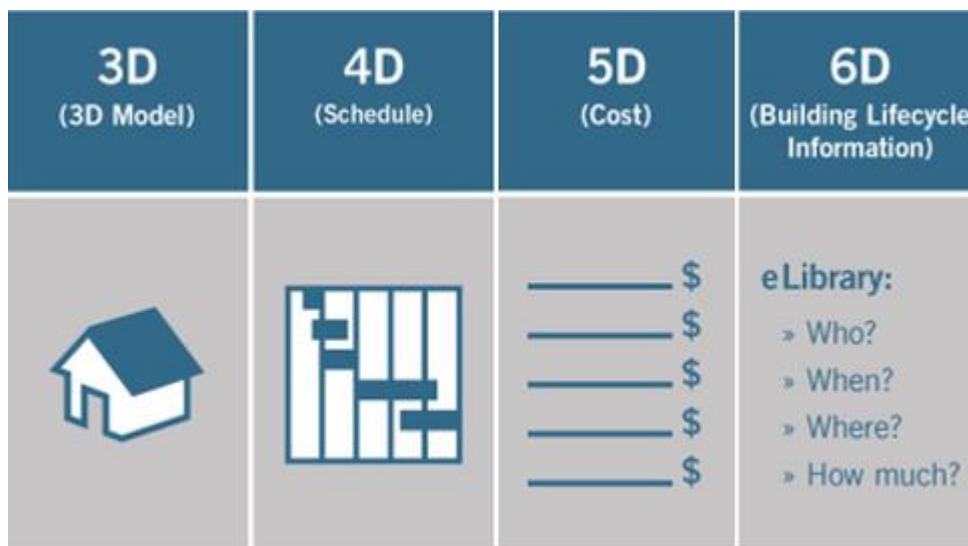 3D
(3D Model)
4D
(Schedule)
5D
(Cost)
6D
(Building Lifecycle
Information)
$
$
$
$
$
eLibrary:
» Who?
» When?
» Where?
» How much?